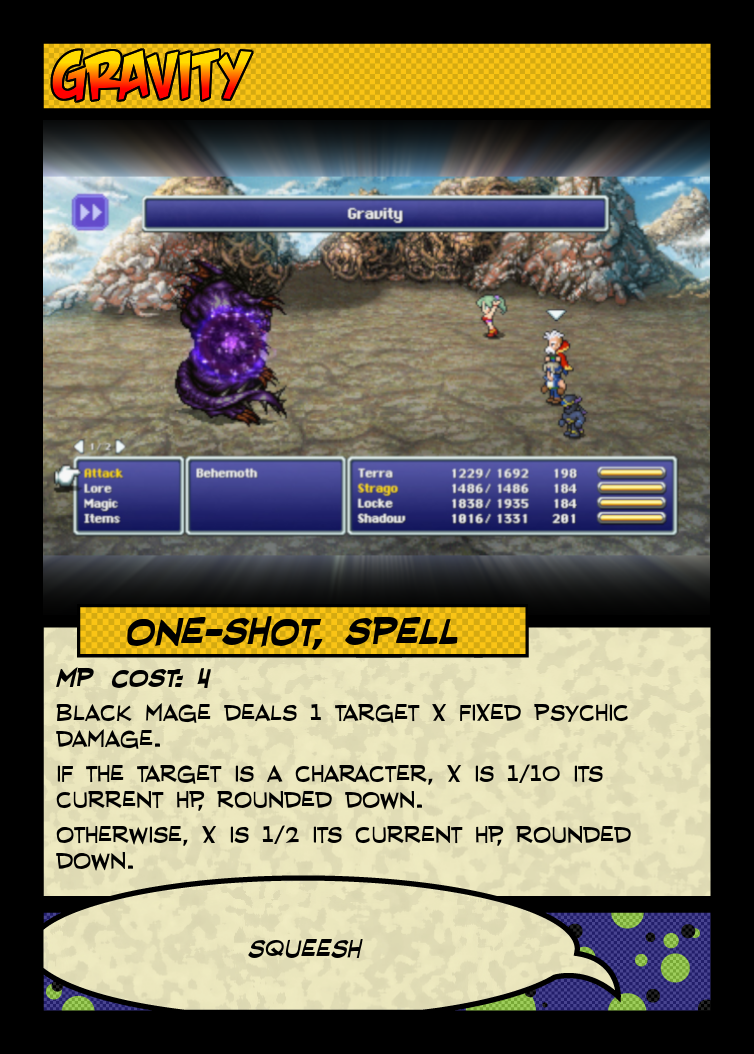 GRAVITY
Gravity
1/2
Attack
Lore
Magic
Items
Behemoth
Terra 1229/ 1692 198
Strago 1486/ 1486 184
Locke 1838/ 1935 184
Shadow 1016/ 1331 201
ONE-SHOT, SPELL
MP COST: 4
BLACK MAGE DEALS 1 TARGET X FIXED PSYCHIC
DAMAGE.
IF THE TARGET IS A CHARACTER, X IS 1/10 ITS
CURRENT HP, ROUNDED DOWN.
OTHERWISE, X IS 1/2 ITS CURRENT HP, ROUNDED
DOWN.
SQUEESH